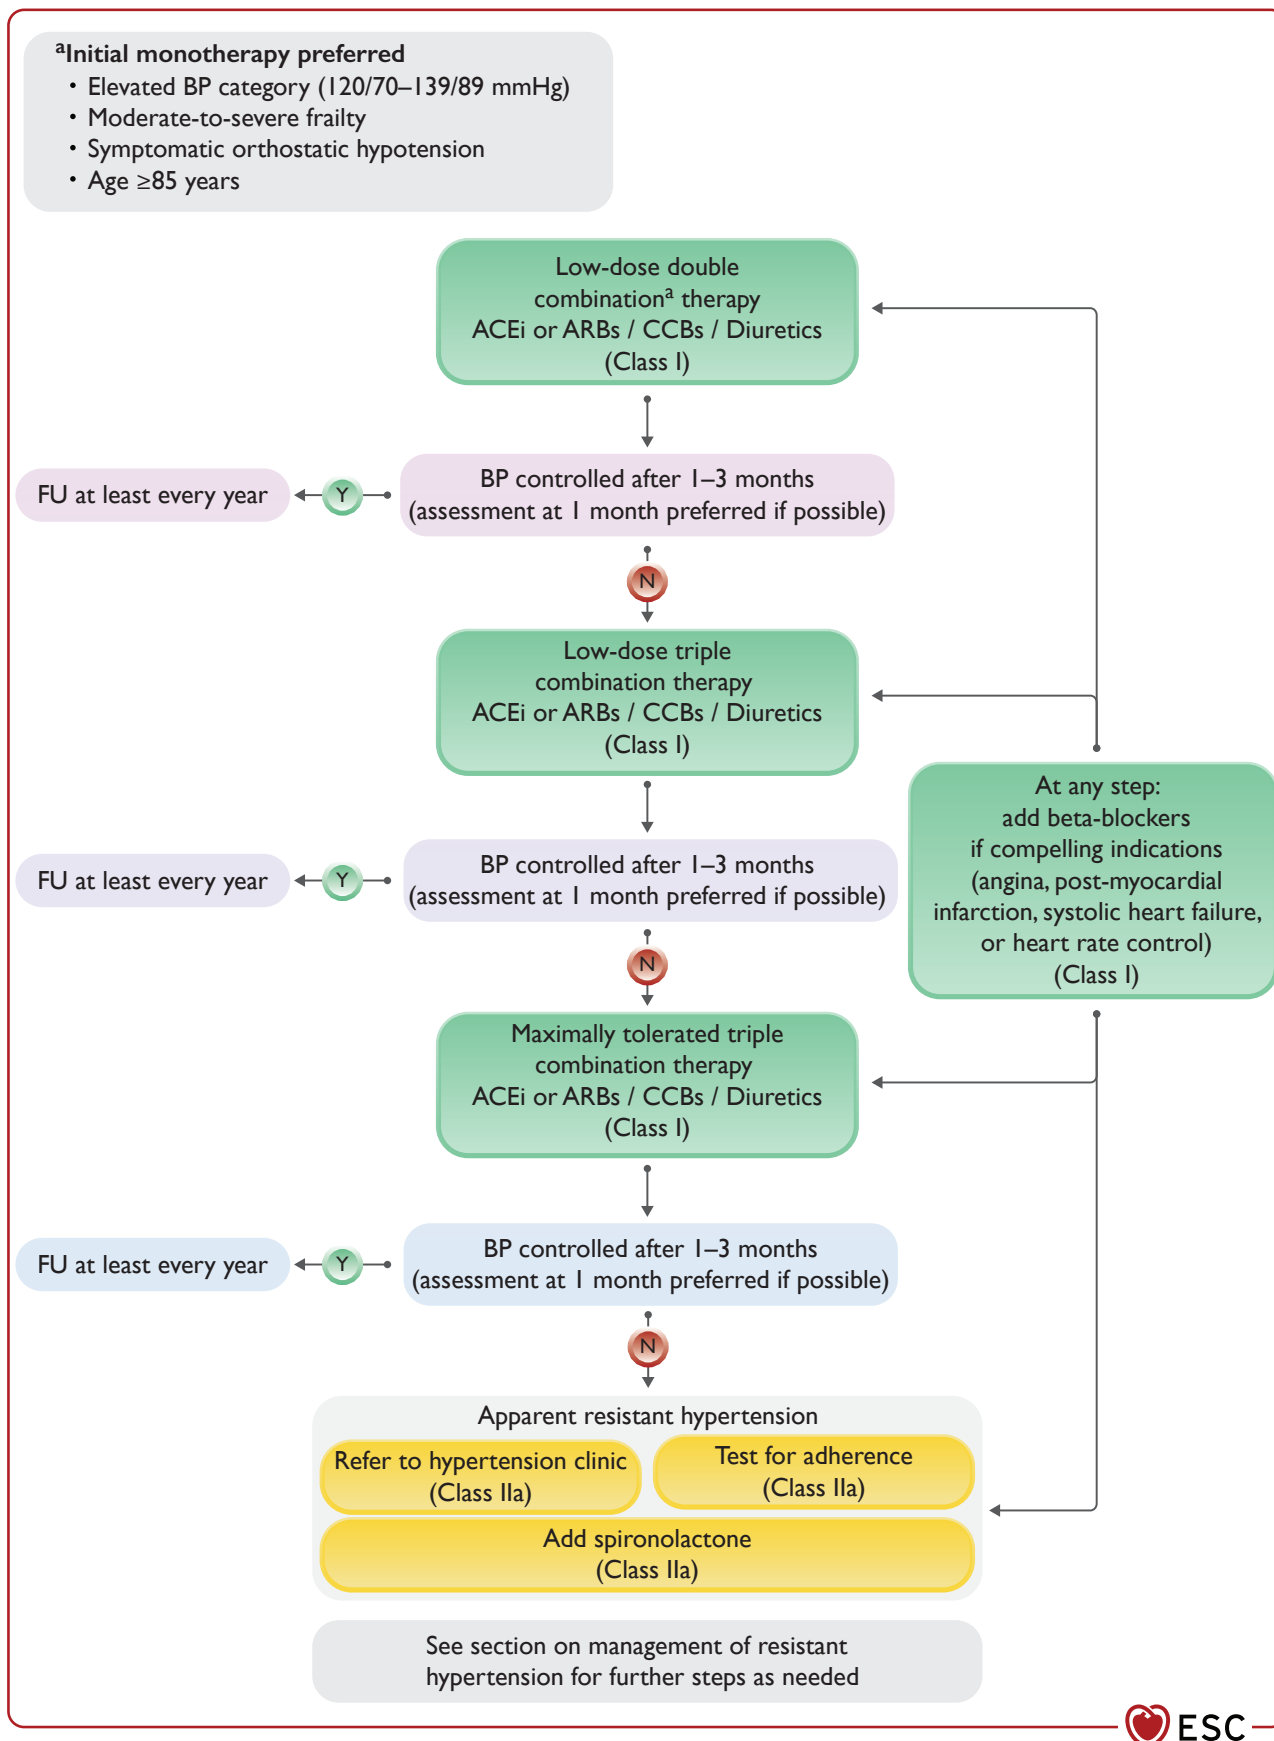 aInitial monotherapy preferred
• Elevated BP category (120/70–139/89 mmHg)
• Moderate-to-severe frailty
• Symptomatic orthostatic hypotension
• Age ≥85 years
Low-dose double
combinationa therapy
ACEi or ARBs / CCBs / Diuretics
(Class I)
BP controlled after 1–3 months
(assessment at 1 month preferred if possible)
Y
FU at least every year
N
Low-dose triple
combination therapy
ACEi or ARBs / CCBs / Diuretics
(Class I)
At any step:
add beta-blockers
if compelling indications
(angina, post-myocardial
infarction, systolic heart failure,
or heart rate control)
(Class I)
BP controlled after 1–3 months
(assessment at 1 month preferred if possible)
Y
FU at least every year
N
Maximally tolerated triple
combination therapy
ACEi or ARBs / CCBs / Diuretics
(Class I)
BP controlled after 1–3 months
(assessment at 1 month preferred if possible)
Y
FU at least every year
N
Apparent resistant hypertension
Refer to hypertension clinic
(Class IIa)
Test for adherence
(Class IIa)
Add spironolactone
(Class IIa)
See section on management of resistant
hypertension for further steps as needed
ESC